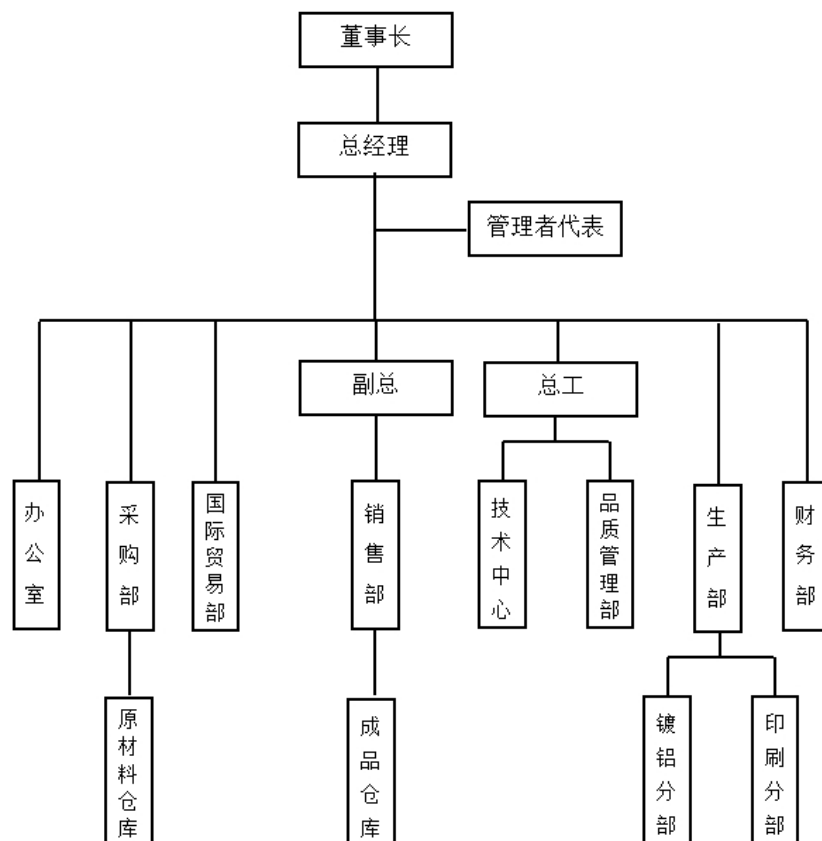 董事长
总经理
管理者代表
副总
总工
办公室
采购部
国际贸易部
销售部
技术中心
品质管理部
生产部
财务部
原材料仓库
成品仓库
镀铝分部
印刷分部